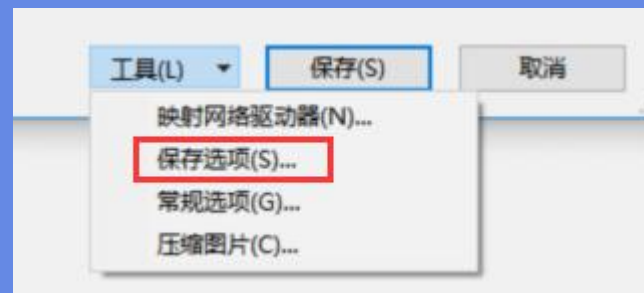 工具(L) 保存(S) 取消
映射网络驱动器(N)...
保存选项(S)...
常规选项(G)...
压缩图片(C)...